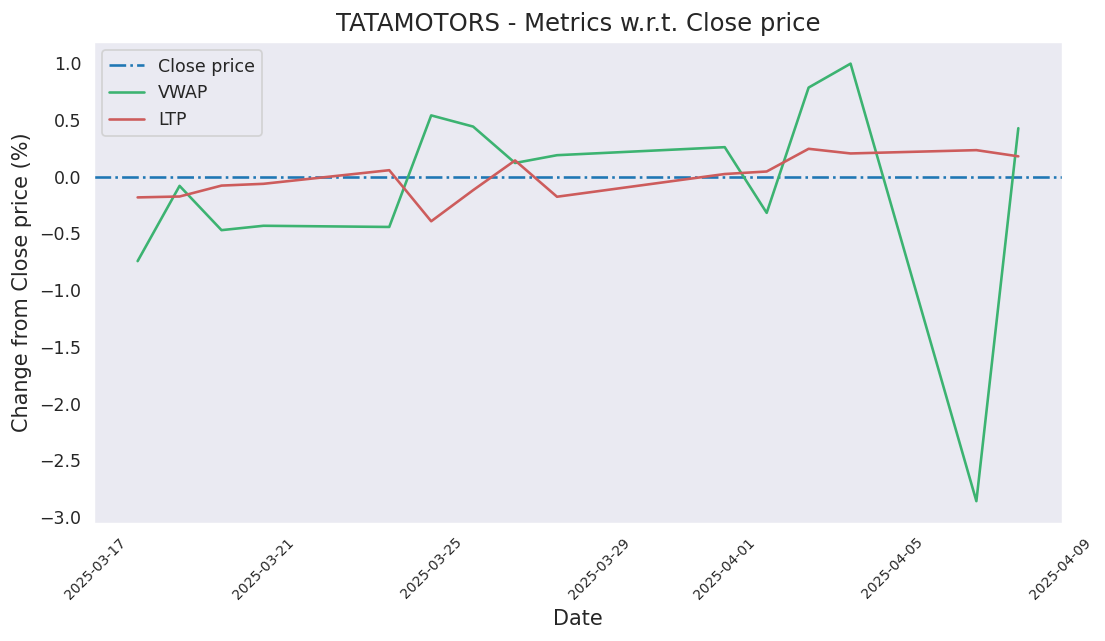 TATAMOTORS - Metrics w.r.t. Close price
Close price
VWAP
LTP
Change from Close price (%)
1.0
0.5
0.0
−0.5
−1.0
−1.5
−2.0
−2.5
−3.0
2025-03-17
2025-03-21
2025-03-25
2025-03-29
2025-04-01
2025-04-05
2025-04-09
Date